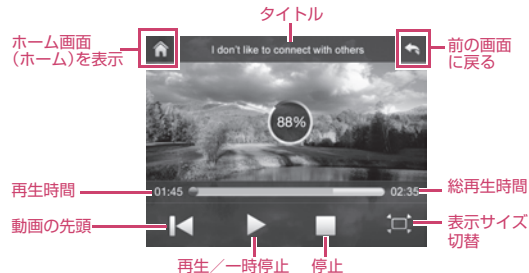 タイトル
ホーム画面
（ホーム）を表示
I don't like to connect with others
前の画面
に戻る
88%
再生時間
01:45
02:35
総再生時間
動画の先頭
表示サイズ
切替
再生／一時停止
停止